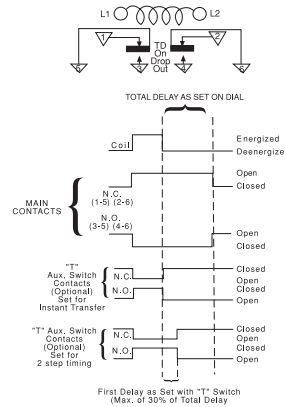 L1 L2
1 2
TD
On
Drop
Out
5 3 4 6
TOTAL DELAY AS SET ON DIAL
Coil
Energized
Deenergize
MAIN
CONTACTS
N.C.
(1-5) (2-6)
Open
Closed
N.O.
(3-5) (4-6)
Open
Closed
"T"
Aux, Switch
Contacts
(Optional)
Set for
Instant Transfer
N.C.
N.O.
Closed
Open
Closed
Open
"T" Aux, Switch
Contacts
(Optional)
Set for
2 step timing
N.C.
N.O.
Closed
Open
Closed
Open
First Delay as Set with "T" Switch
(Max. of 30% of Total Delay